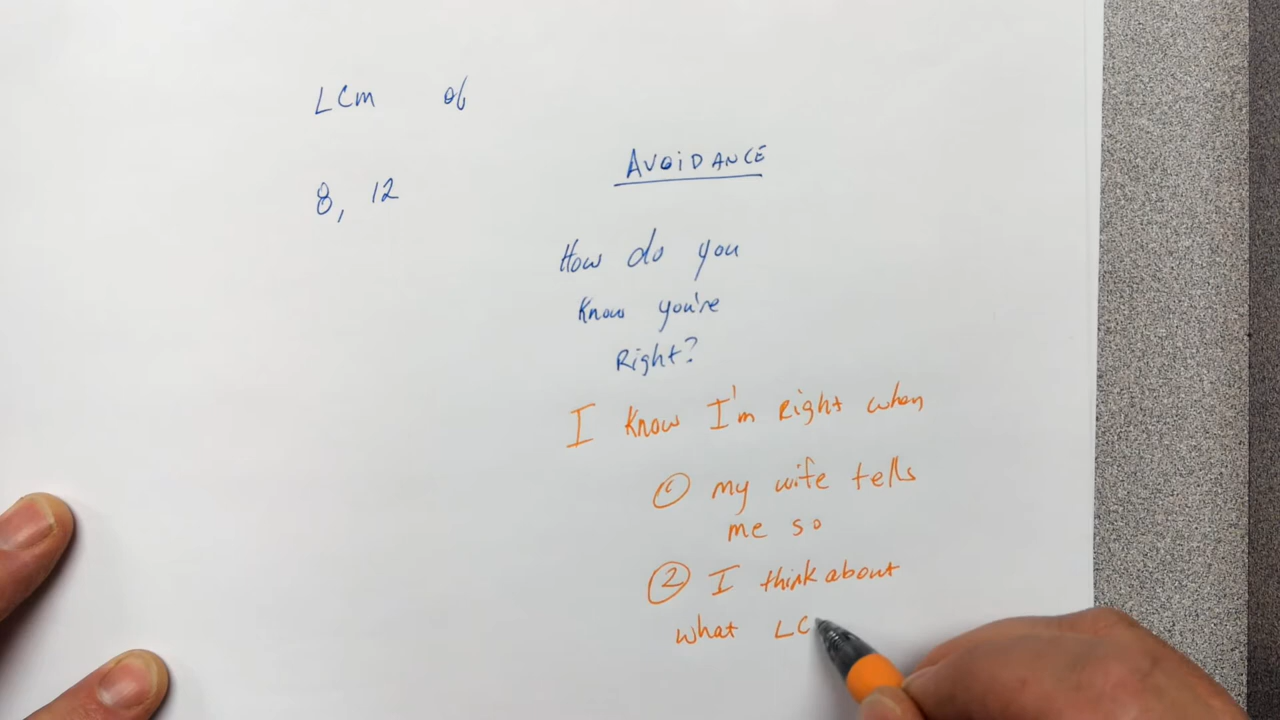 LCm of
8, 12
AVOIDANCE
How do you
Know you're
Right?
I know I'm Right when
① my wife tells
me so
② I think about
what LC